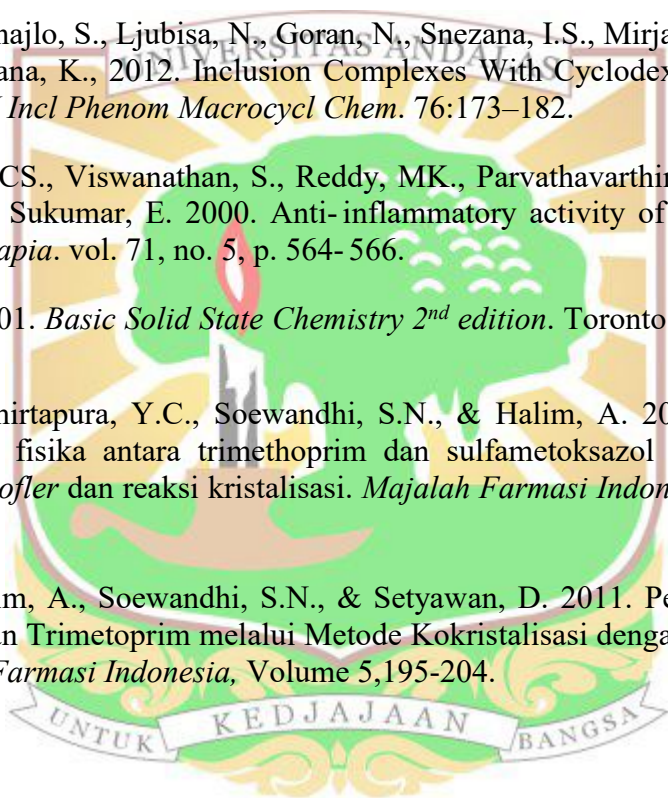 najlo, S., Ljubisa, N., Goran, N., Snezana, I.S., Mirja
UNIVERSITAS ANDALAS
ana, K., 2012. Inclusion Complexes With Cyclodex
Incl Phenom Macrocycl Chem. 76:173–182.
CS., Viswanathan, S., Reddy, MK., Parvathavarthin
Sukumar, E. 2000. Anti-inflammatory activity of
apia. vol. 71, no. 5, p. 564-566.
01. Basic Solid State Chemistry 2nd edition. Toronto
hirtapura, Y.C., Soewandhi, S.N., & Halim, A. 20
fisika antara trimethoprim dan sulfametoksazol
ofler dan reaksi kristalisasi. Majalah Farmasi Indon
im, A., Soewandhi, S.N., & Setyawan, D. 2011. Pe
an Trimetoprim melalui Metode Kokristalisasi denga
Farmasi Indonesia, Volume 5,195-204.
UNTUK KEDJAJAAN BANGSA